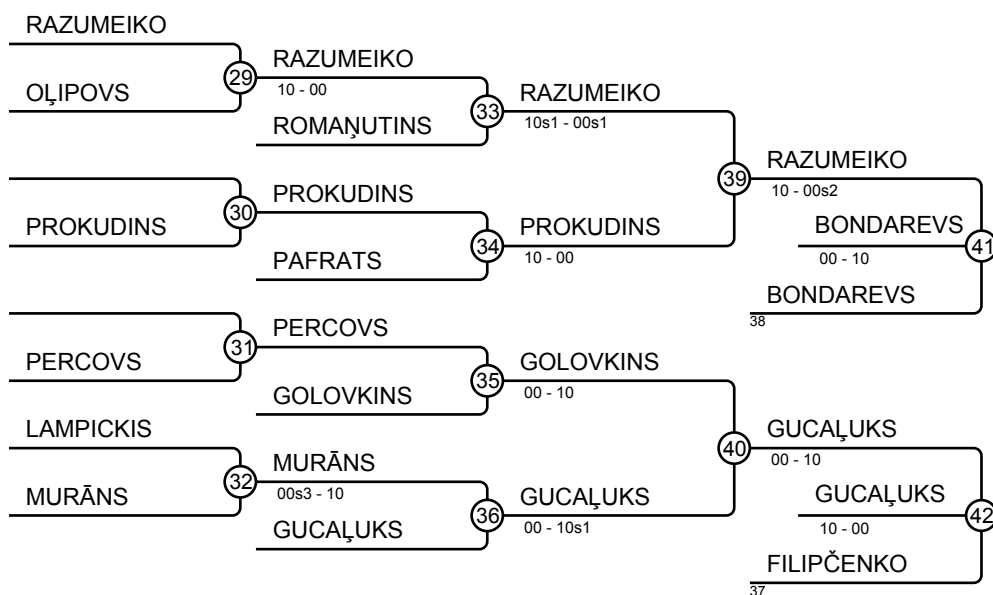 RAZUMEIKO
29
OĻIPOVS
RAZUMEIKO
10 - 00
33
ROMAŅUTINS
RAZUMEIKO
10s1 - 00s1
39
RAZUMEIKO
10 - 00s2
30
PROKUDINS
PROKUDINS
34
PAFRATS
PROKUDINS
10 - 00
BONDAREVS
00 - 10
41
BONDAREVS
38
31
PERCOVS
PERCOVS
35
GOLOVKINS
GOLOVKINS
00 - 10
40
GUCAĻUKS
00 - 10
LAMPICKIS
32
MURĀNS
MURĀNS
00s3 - 10
36
GUCAĻUKS
GUCAĻUKS
00 - 10s1
GUCAĻUKS
10 - 00
42
FILIPČENKO
37